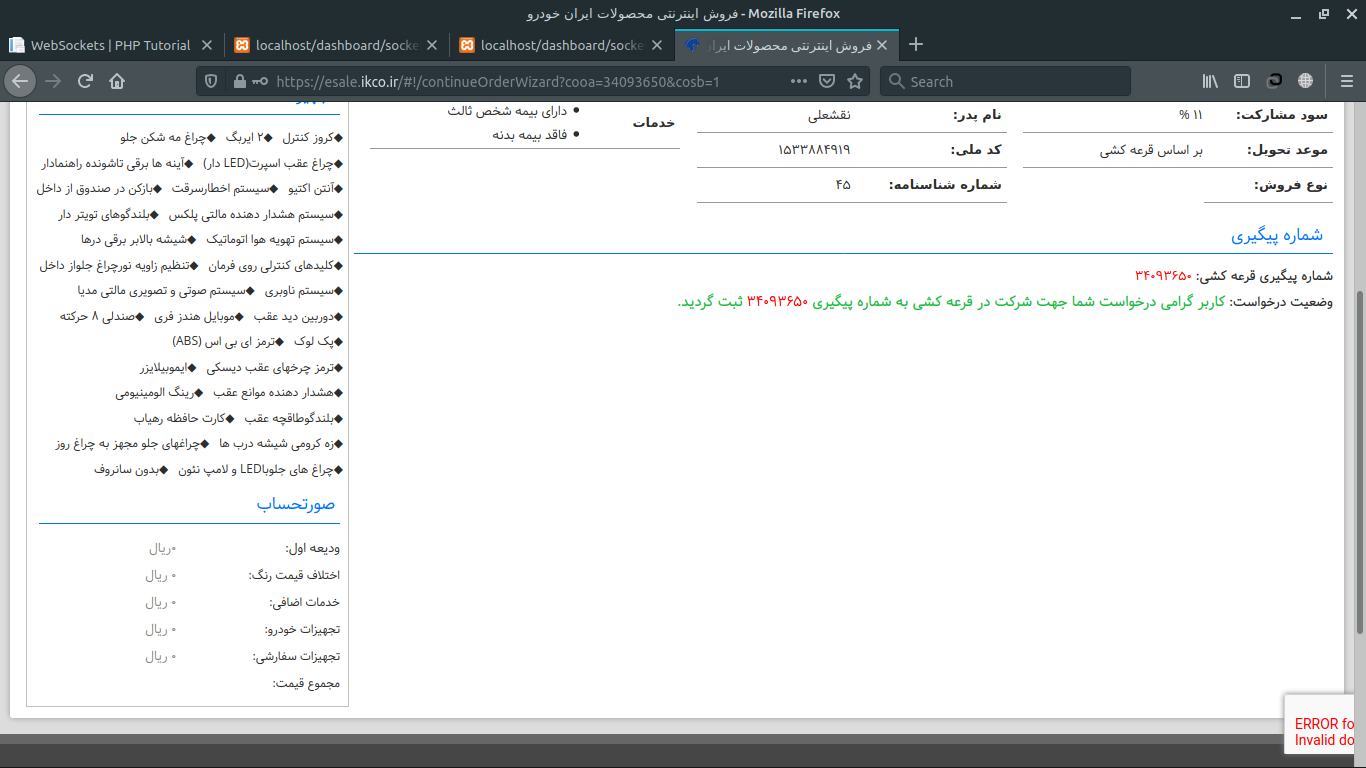 فروش اینترنتی محصولات ایران خودرو - Mozilla Firefox
WebSockets | PHP Tutorial
localhost/dashboard/socke
localhost/dashboard/socke
فروش اینترنتی محصولات ایرا
https://esale.ikco.ir/#!/continueOrderWizard?cooa=34093650&cosb=1
Search
سود مشارکت: ۱۱ %
موعد تحویل: بر اساس قرعه کشی
نوع فروش:
نام پدر: نقشعلی
کد ملی: ۱۵۳۳۸۸۴۹۱۹
شماره شناسنامه: ۴۵
خدمات
دارای بیمه شخص ثالث
فاقد بیمه بدنه
شماره پیگیری
شماره پیگیری قرعه کشی: ۳۴۰۹۳۶۵۰
وضعیت درخواست: کاربر گرامی درخواست شما جهت شرکت در قرعه کشی به شماره پیگیری ۳۴۰۹۳۶۵۰ ثبت گردید.
◆کروز کنترل ◆۲ ایربگ ◆چراغ مه شکن جلو
◆چراغ عقب اسپرت(LED دار) ◆آینه ها برقی تاشونده راهنمادار
◆آنتن اکتیو ◆سیستم اخطارسرقت ◆بازکن در صندوق از داخل
◆سیستم هشدار دهنده مالتی پلکس ◆بلندگوهای تویتر دار
◆سیستم تهویه هوا اتوماتیک ◆شیشه بالابر برقی درها
◆کلیدهای کنترلی روی فرمان ◆تنظیم زاویه نورچراغ جلواز داخل
◆سیستم ناوبری ◆سیستم صوتی و تصویری مالتی مدیا
◆دوربین دید عقب ◆موبایل هندز فری ◆صندلی ۸ حرکته
◆پک لوک ◆ترمز ای بی اس (ABS)
◆ترمز چرخهای عقب دیسکی ◆ایموبیلایزر
◆هشدار دهنده موانع عقب ◆رینگ الومینیومی
◆بلندگوطاقچه عقب ◆کارت حافظه رهیاب
◆زه کرومی شیشه درب ها ◆چراغهای جلو مجهز به چراغ روز
◆چراغ های جلوباLED و لامپ نئون ◆بدون سانروف
صورتحساب
ودیعه اول: ۰ریال
اختلاف قیمت رنگ: ۰ ریال
خدمات اضافی: ۰ ریال
تجهیزات خودرو: ۰ ریال
تجهیزات سفارشی: ۰ ریال
مجموع قیمت:
ERROR fo
Invalid do